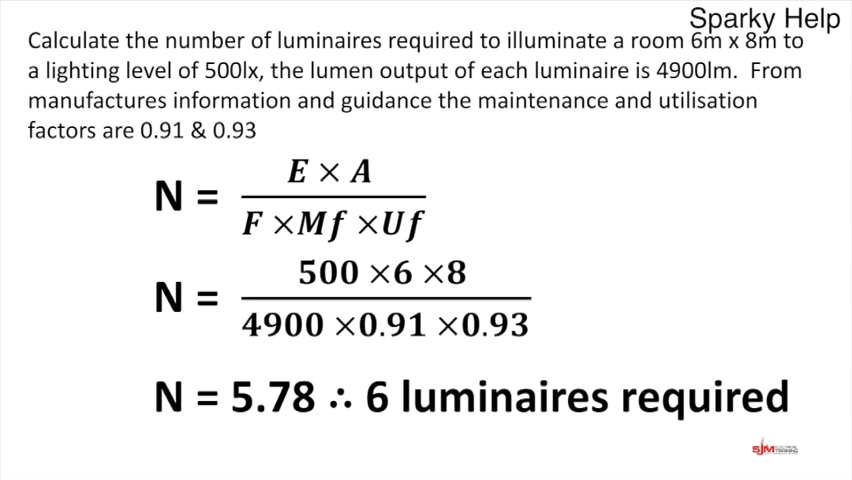 Sparky Help
Calculate the number of luminaires required to illuminate a room 6m x 8m to
a lighting level of 500lx, the lumen output of each luminaire is 4900lm.  From
manufactures information and guidance the maintenance and utilisation
factors are 0.91 & 0.93
N = E × A
F ×Mf ×Uf
N = 500 ×6 ×8
4900 ×0.91 ×0.93
N = 5.78 ∴ 6 luminaires required
SJM
TRAINING